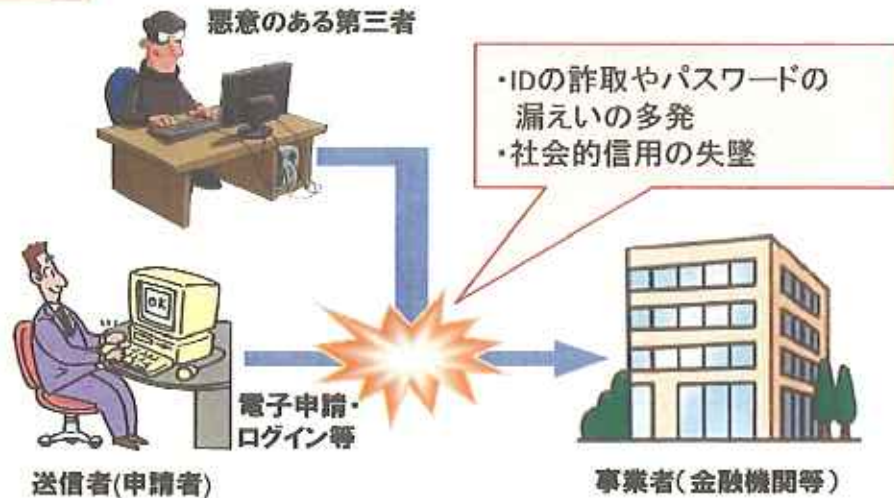 悪意のある第三者
・IDの詐取やパスワードの
漏えいの多発
・社会的信用の失墜
OK
電子申請・
ログイン等
送信者(申請者)
事業者(金融機関等)